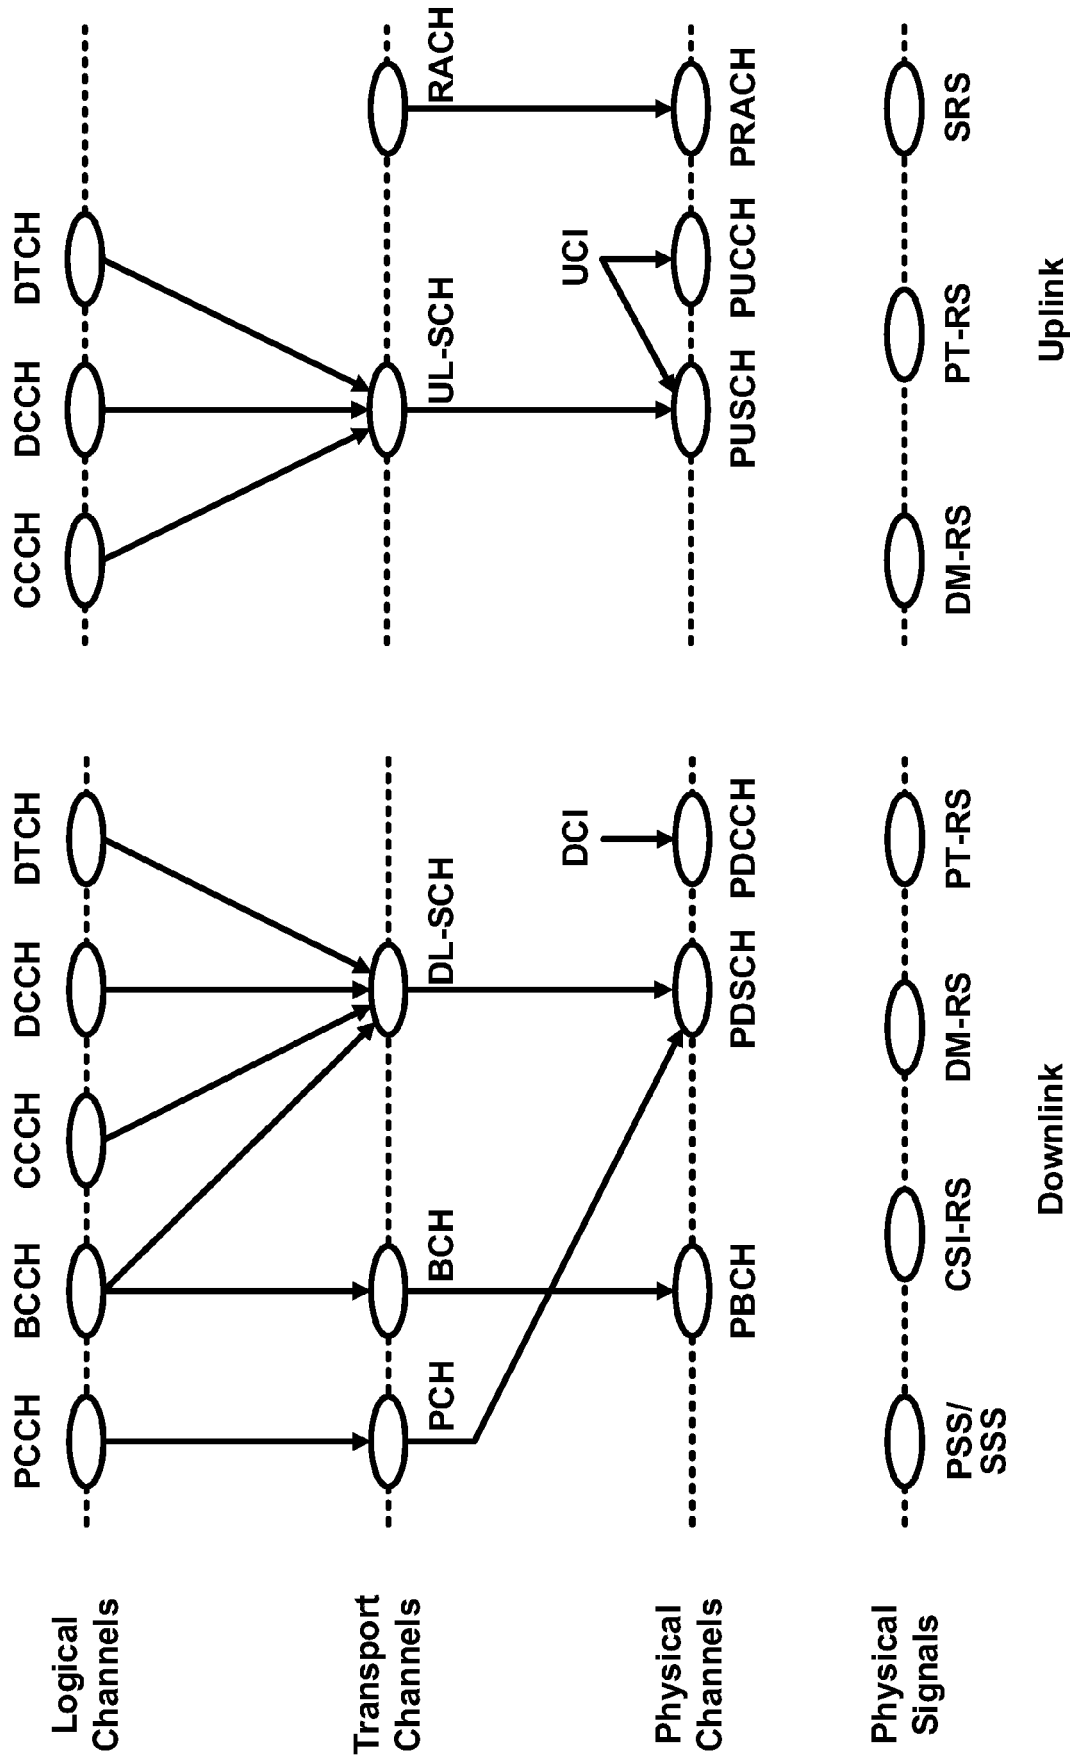 Logical
Channels
PCCH
BCCH
CCCH
DCCH
DTCH
CCCH
DCCH
DTCH
Transport
Channels
PCH
BCH
DL-SCH
UL-SCH
RACH
DCI
UCI
Physical
Channels
PBCH
PDSCH
PDCCH
PUSCH
PUCCH
PRACH
Physical
Signals
PSS/
SSS
CSI-RS
DM-RS
PT-RS
DM-RS
PT-RS
SRS
Downlink
Uplink